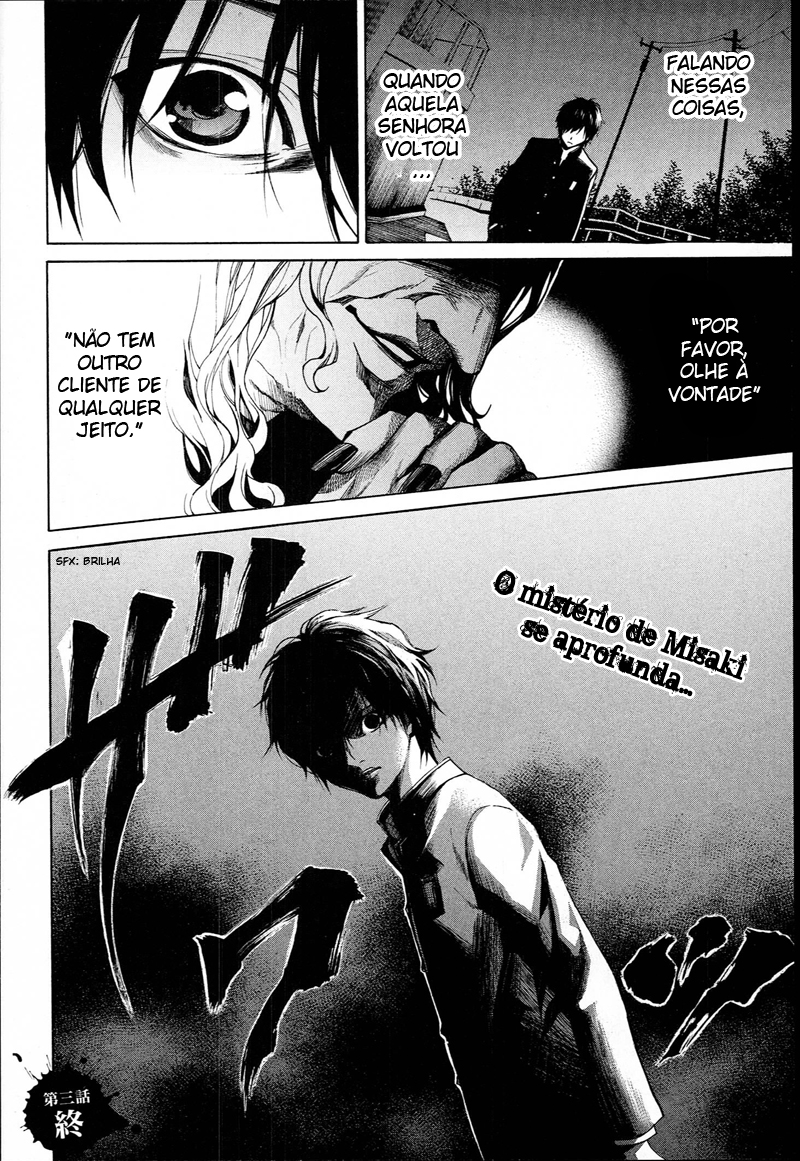 FALANDO
NESSAS
COISAS,
QUANDO
AQUELA
SENHORA
VOLTOU
...
"POR
FAVOR,
OLHE À
VONTADE"
"NÃO TEM
OUTRO
CLIENTE DE
QUALQUER
JEITO."
SFX: BRILHA
O mistério de Misaki
se aprofunda...
ザワッ
第三話
終